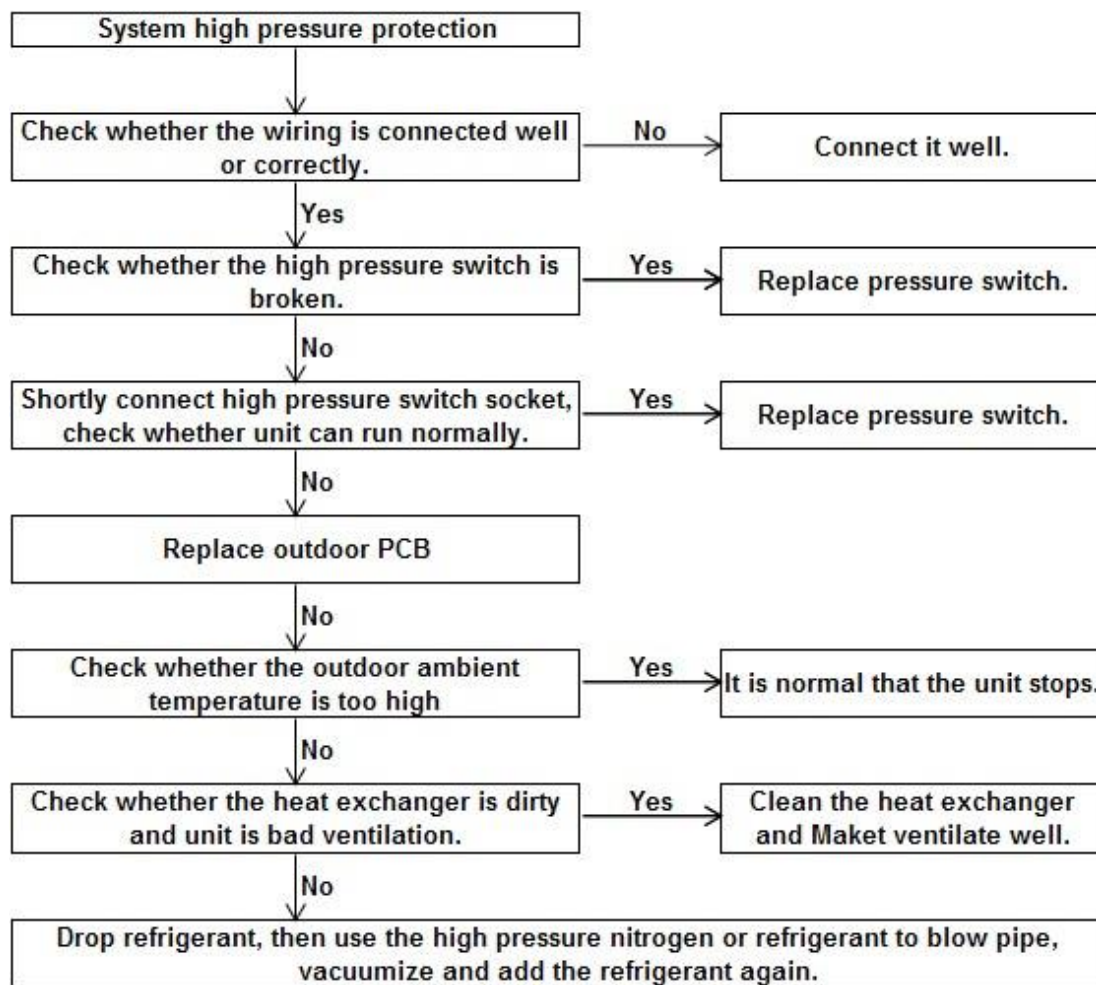 System high pressure protection
Check whether the wiring is connected well
or correctly.
No
Connect it well.
Yes
Check whether the high pressure switch is
broken.
Yes
Replace pressure switch.
No
Shortly connect high pressure switch socket,
check whether unit can run normally.
Yes
Replace pressure switch.
No
Replace outdoor PCB
No
Check whether the outdoor ambient
temperature is too high
Yes
It is normal that the unit stops.
No
Check whether the heat exchanger is dirty
and unit is bad ventilation.
Yes
Clean the heat exchanger
and Maket ventilate well.
No
Drop refrigerant, then use the high pressure nitrogen or refrigerant to blow pipe,
vacuumize and add the refrigerant again.